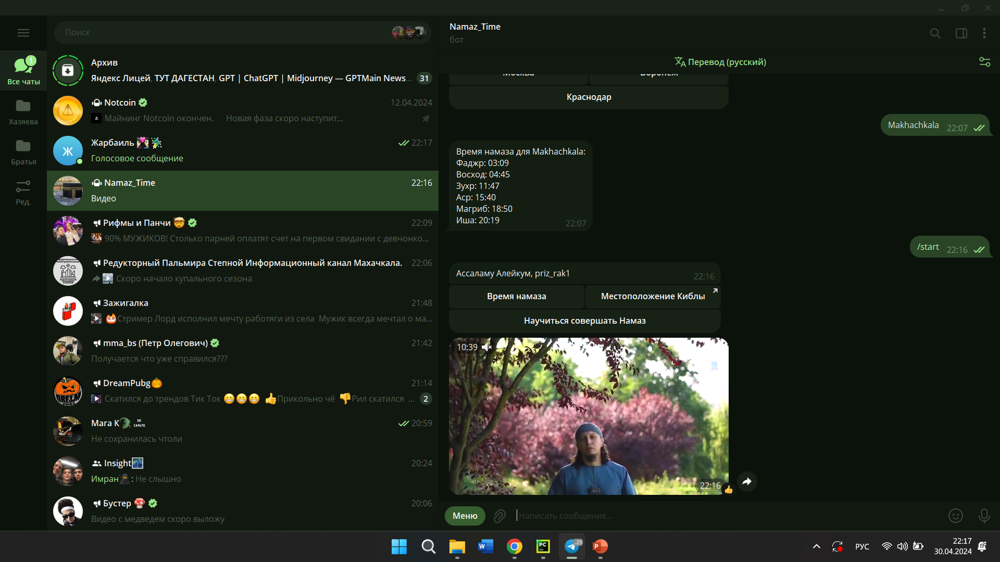 Поиск
Все чаты
1
Хазяева
Братья
Ред.
Архив
Яндекс Лицей, ТУТ ДАГЕСТАН, GPT | ChatGPT | Midjourney — GPTMain News...
31
Notcoin
12.04.2024
Майнинг Notcoin окончен. Новая фаза скоро наступит...
Ж
Жарбаиль
22:17
Голосовое сообщение
Namaz_Time
22:16
Видео
Рифмы и Панчи
22:09
90% МУЖИКОВ! Столько парней оплатят счет на первом свидании с девчонко...
Редукторный Пальмира Степной Информационный канал Махачкала.
22:06
Скоро начало купального сезона
Зажигалка
21:48
Стример Лорд исполнил мечту работяги из села Мужик всегда мечтал о ма...
mma_bs (Петр Олегович)
21:42
Получается что уже справился???
DreamPubg
21:14
Скатился до трендов Тик Ток 😬😬😬 👍Прикольно чё 👎Рил скатился ...
2
Мага К
20:59
Не сохранилась чтоли
Insight
20:24
Имран: Не слышно
Бустер
20:06
Видео с медведем скоро выложу
Namaz_Time
бот
Перевод (русский)
Москва
Воронеж
Краснодар
Makhachkala 22:07
Время намаза для Makhachkala:
Фаджр: 03:09
Восход: 04:45
Зухр: 11:47
Аср: 15:40
Магриб: 18:50
Иша: 20:19
22:07
/start 22:16
Ассаламу Алейкум, priz_rak1
22:16
Время намаза
Местоположение Киблы
Научиться совершать Намаз
10:39
22:16
Меню
Написать сообщение...
W
PC
..29
P
РУС
22:17
30.04.2024